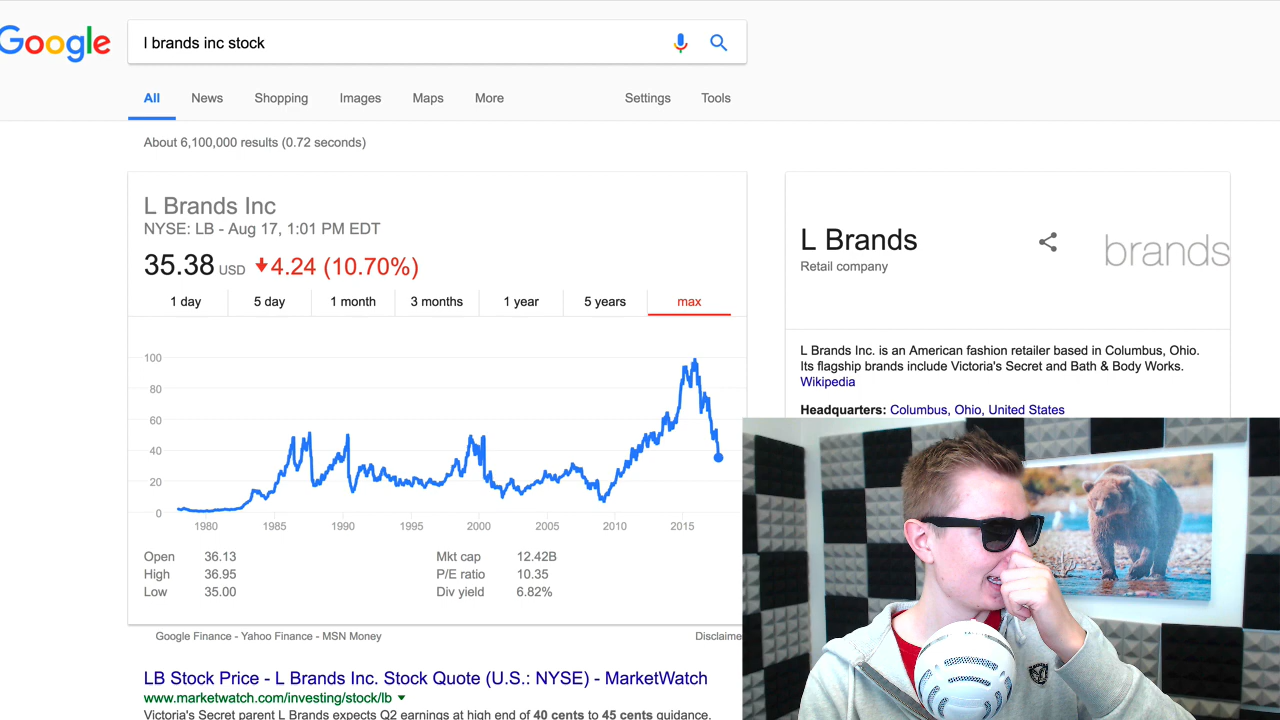 Google
l brands inc stock
All News Shopping Images Maps More Settings Tools
About 6,100,000 results (0.72 seconds)
L Brands Inc
NYSE: LB - Aug 17, 1:01 PM EDT
35.38 USD 4.24 (10.70%)
1 day 5 day 1 month 3 months 1 year 5 years max
100
80
60
40
20
0
1980 1985 1990 1995 2000 2005 2010 2015
Open 36.13 Mkt cap 12.42B
High 36.95 P/E ratio 10.35
Low 35.00 Div yield 6.82%
Google Finance - Yahoo Finance - MSN Money Disclaime
LB Stock Price - L Brands Inc. Stock Quote (U.S.: NYSE) - MarketWatch
www.marketwatch.com/investing/stock/lb
Victoria's Secret parent L Brands expects Q2 earnings at high end of 40 cents to 45 cents guidance.
L Brands
Retail company
brands
L Brands Inc. is an American fashion retailer based in Columbus, Ohio.
Its flagship brands include Victoria's Secret and Bath & Body Works.
Wikipedia
Headquarters: Columbus, Ohio, United States